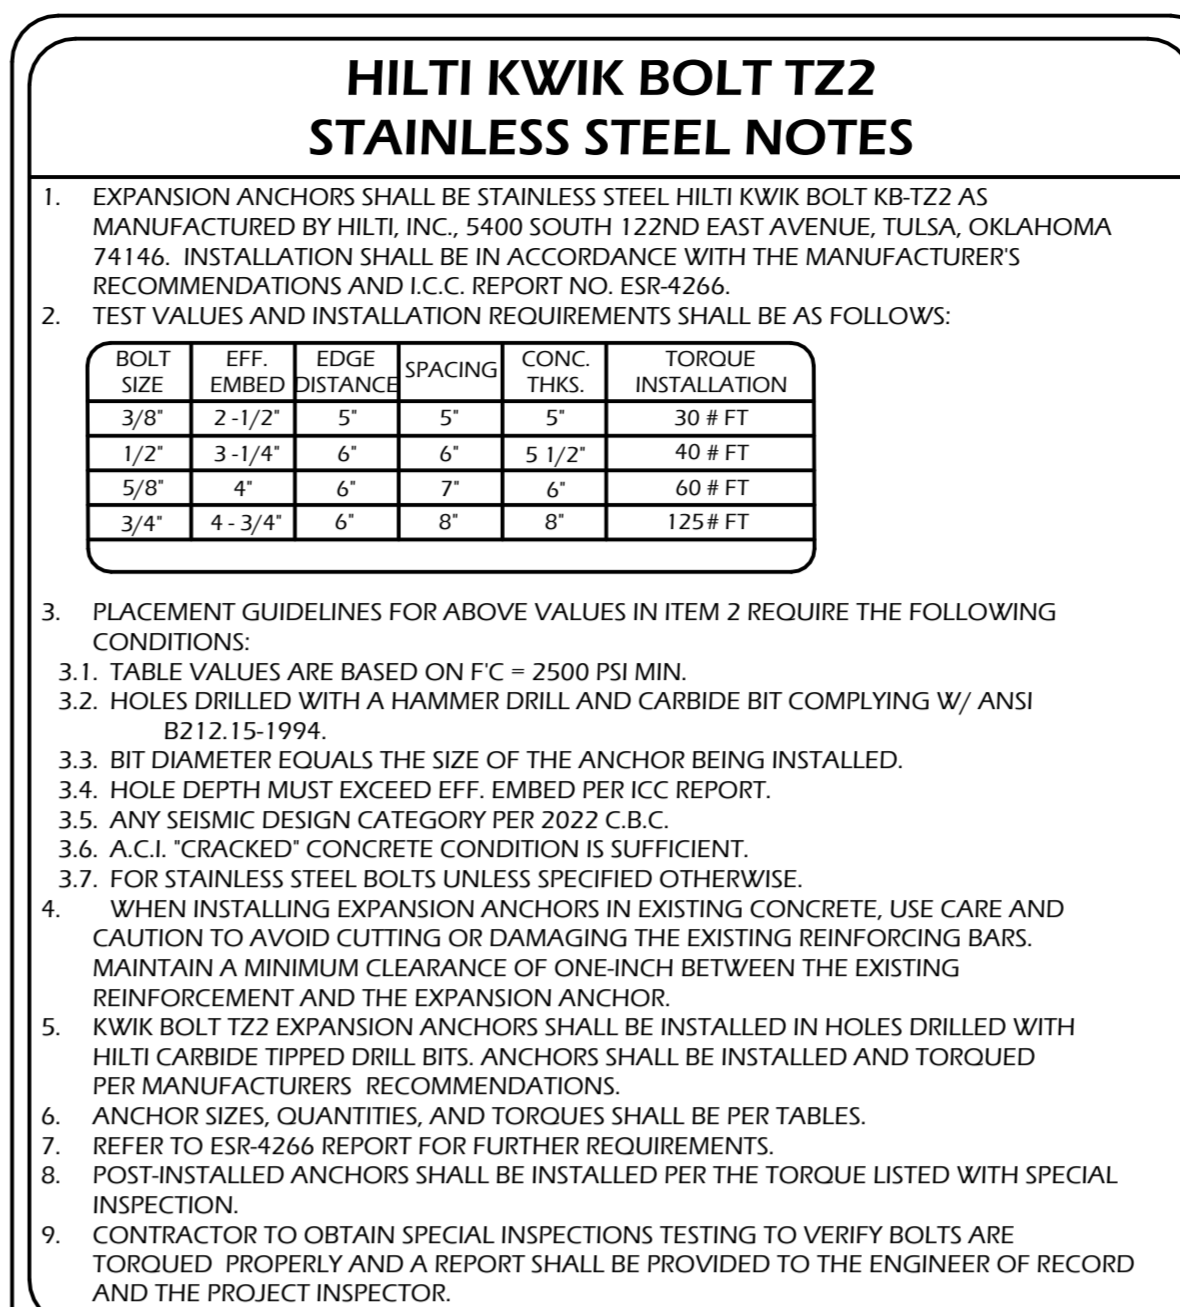 HILTI KWIK BOLT TZ2
STAINLESS STEEL NOTES
1. EXPANSION ANCHORS SHALL BE STAINLESS STEEL HILTI KWIK BOLT KB-TZ2 AS
MANUFACTURED BY HILTI, INC., 5400 SOUTH 122ND EAST AVENUE, TULSA, OKLAHOMA
74146. INSTALLATION SHALL BE IN ACCORDANCE WITH THE MANUFACTURER'S
RECOMMENDATIONS AND I.C.C. REPORT NO. ESR-4266.
2. TEST VALUES AND INSTALLATION REQUIREMENTS SHALL BE AS FOLLOWS:
BOLT SIZE EFF. EMBED EDGE DISTANCE SPACING CONC. THKS. TORQUE INSTALLATION
3/8" 2 -1/2" 5" 5" 5" 30 # FT
1/2" 3 -1/4" 6" 6" 5 1/2" 40 # FT
5/8" 4" 6" 7" 6" 60 # FT
3/4" 4 - 3/4" 6" 8" 8" 125# FT
3. PLACEMENT GUIDELINES FOR ABOVE VALUES IN ITEM 2 REQUIRE THE FOLLOWING
CONDITIONS:
3.1. TABLE VALUES ARE BASED ON F'C = 2500 PSI MIN.
3.2. HOLES DRILLED WITH A HAMMER DRILL AND CARBIDE BIT COMPLYING W/ ANSI
B212.15-1994.
3.3. BIT DIAMETER EQUALS THE SIZE OF THE ANCHOR BEING INSTALLED.
3.4. HOLE DEPTH MUST EXCEED EFF. EMBED PER ICC REPORT.
3.5. ANY SEISMIC DESIGN CATEGORY PER 2022 C.B.C.
3.6. A.C.I. "CRACKED" CONCRETE CONDITION IS SUFFICIENT.
3.7. FOR STAINLESS STEEL BOLTS UNLESS SPECIFIED OTHERWISE.
4. WHEN INSTALLING EXPANSION ANCHORS IN EXISTING CONCRETE, USE CARE AND
CAUTION TO AVOID CUTTING OR DAMAGING THE EXISTING REINFORCING BARS.
MAINTAIN A MINIMUM CLEARANCE OF ONE-INCH BETWEEN THE EXISTING
REINFORCEMENT AND THE EXPANSION ANCHOR.
5. KWIK BOLT TZ2 EXPANSION ANCHORS SHALL BE INSTALLED IN HOLES DRILLED WITH
HILTI CARBIDE TIPPED DRILL BITS. ANCHORS SHALL BE INSTALLED AND TORQUED
PER MANUFACTURERS RECOMMENDATIONS.
6. ANCHOR SIZES, QUANTITIES, AND TORQUES SHALL BE PER TABLES.
7. REFER TO ESR-4266 REPORT FOR FURTHER REQUIREMENTS.
8. POST-INSTALLED ANCHORS SHALL BE INSTALLED PER THE TORQUE LISTED WITH SPECIAL
INSPECTION.
9. CONTRACTOR TO OBTAIN SPECIAL INSPECTIONS TESTING TO VERIFY BOLTS ARE
TORQUED PROPERLY AND A REPORT SHALL BE PROVIDED TO THE ENGINEER OF RECORD
AND THE PROJECT INSPECTOR.